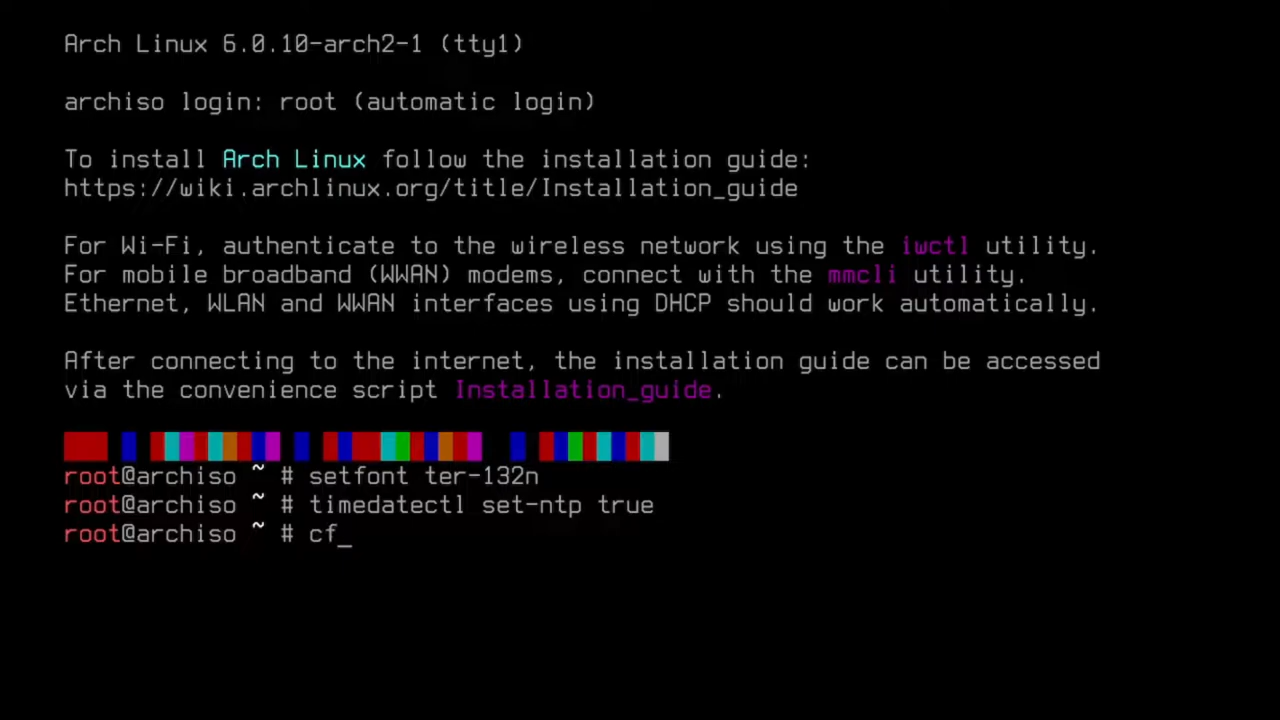 Arch Linux 6.0.10-arch2-1 (tty1)
archiso login: root (automatic login)
To install Arch Linux follow the installation guide:
https://wiki.archlinux.org/title/Installation_guide
For Wi-Fi, authenticate to the wireless network using the iwctl utility.
For mobile broadband (WWAN) modems, connect with the mmcli utility.
Ethernet, WLAN and WWAN interfaces using DHCP should work automatically.
After connecting to the internet, the installation guide can be accessed
via the convenience script Installation_guide.
root@archiso ~ # setfont ter-132n
root@archiso ~ # timedatectl set-ntp true
root@archiso ~ # cf_